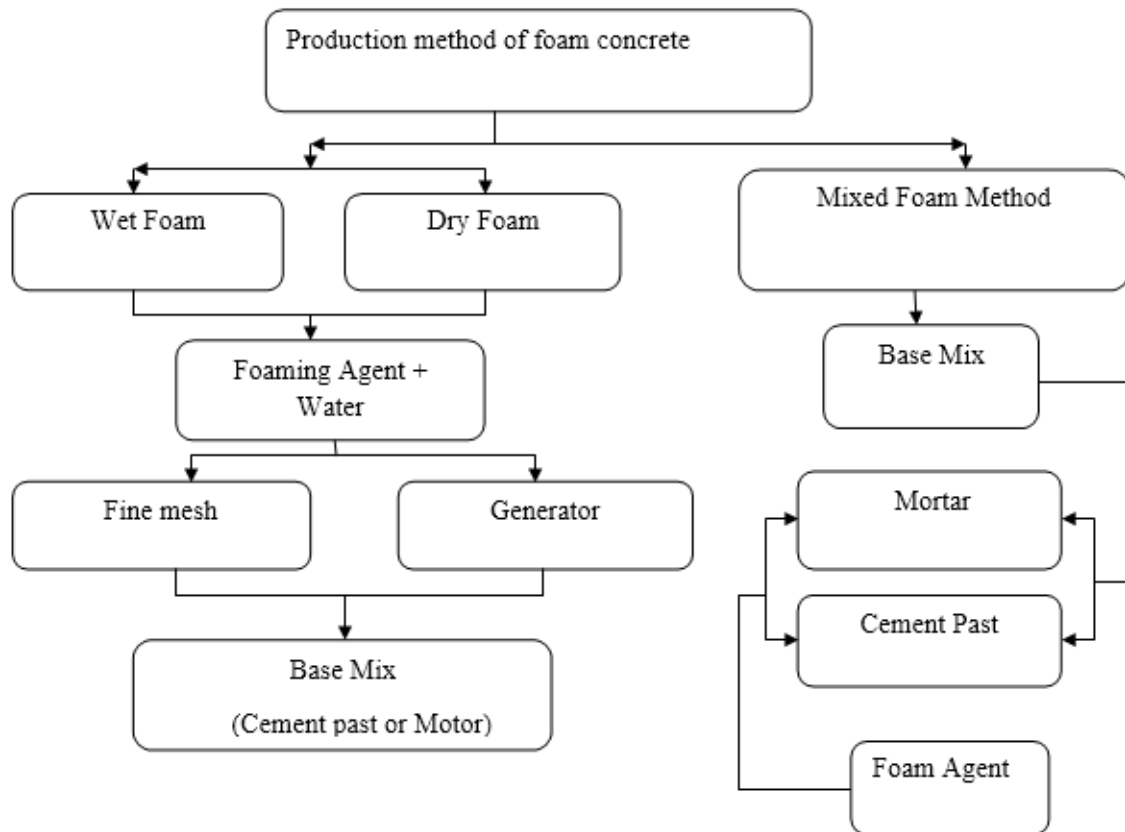 Production method of foam concrete
Wet Foam
Dry Foam
Mixed Foam Method
Foaming Agent +
Water
Base Mix
Fine mesh
Generator
Mortar
Cement Past
Base Mix
(Cement past or Motor)
Foam Agent